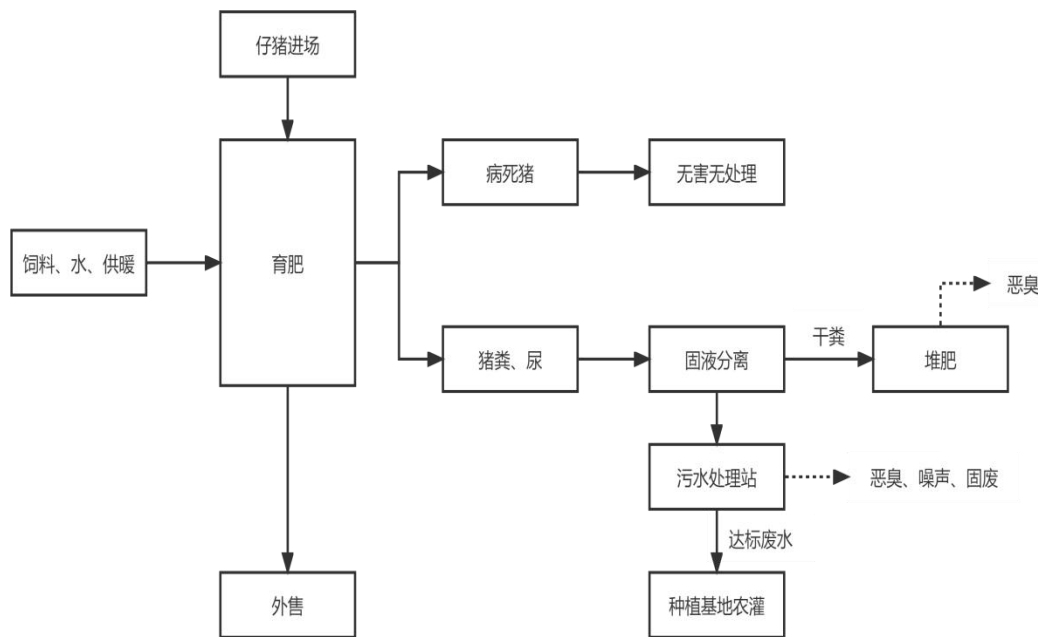 仔猪进场
病死猪
无害无处理
饲料、水、供暖
育肥
恶臭
干粪
猪粪、尿
固液分离
堆肥
污水处理站
恶臭、噪声、固废
达标废水
外售
种植基地农灌